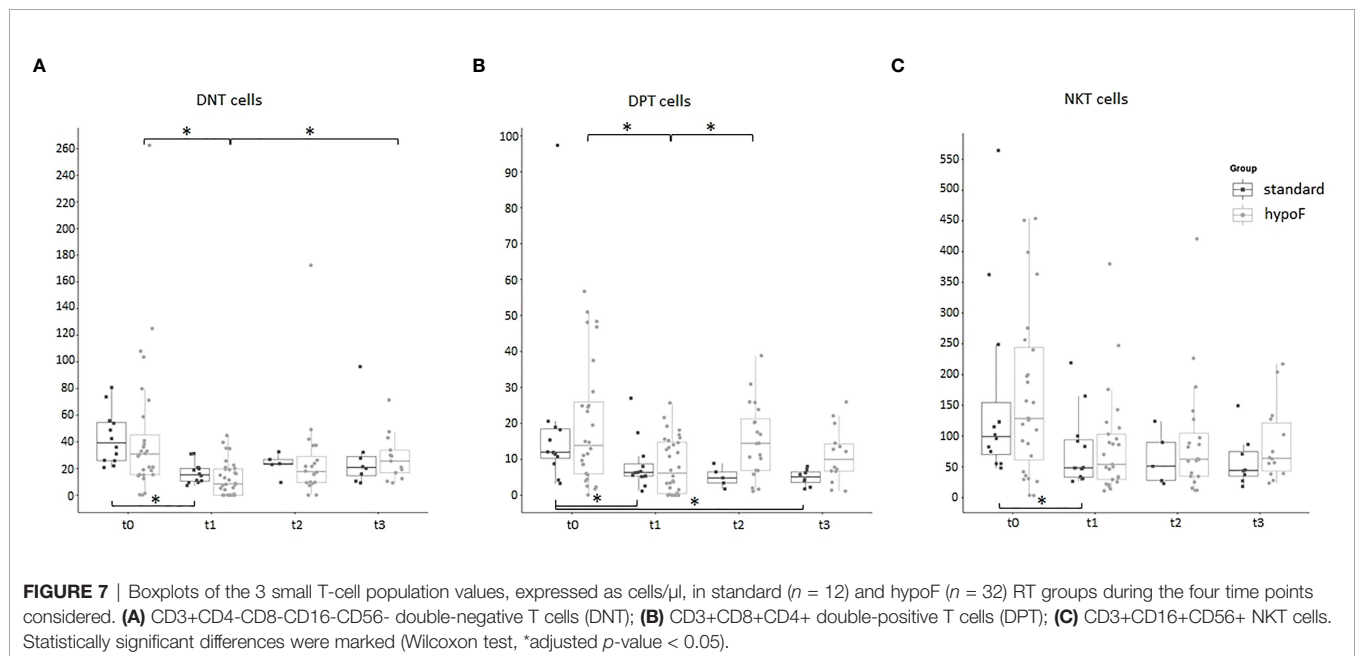 A
B
C
DNT cells
DPT cells
NKT cells
* *
* *
260
240
220
200
180
160
140
120
100
80
60
40
20
0
*
t0 t1 t2 t3
100
90
80
70
60
50
40
30
20
10
0
* *
t0 t1 t2 t3
550
500
450
400
350
300
250
200
150
100
50
0
*
t0 t1 t2 t3
Group
standard
hypoF
FIGURE 7 | Boxplots of the 3 small T-cell population values, expressed as cells/µl, in standard (n = 12) and hypoF (n = 32) RT groups during the four time points
considered. (A) CD3+CD4-CD8-CD16-CD56- double-negative T cells (DNT); (B) CD3+CD8+CD4+ double-positive T cells (DPT); (C) CD3+CD16+CD56+ NKT cells.
Statistically significant differences were marked (Wilcoxon test, *adjusted p-value < 0.05).